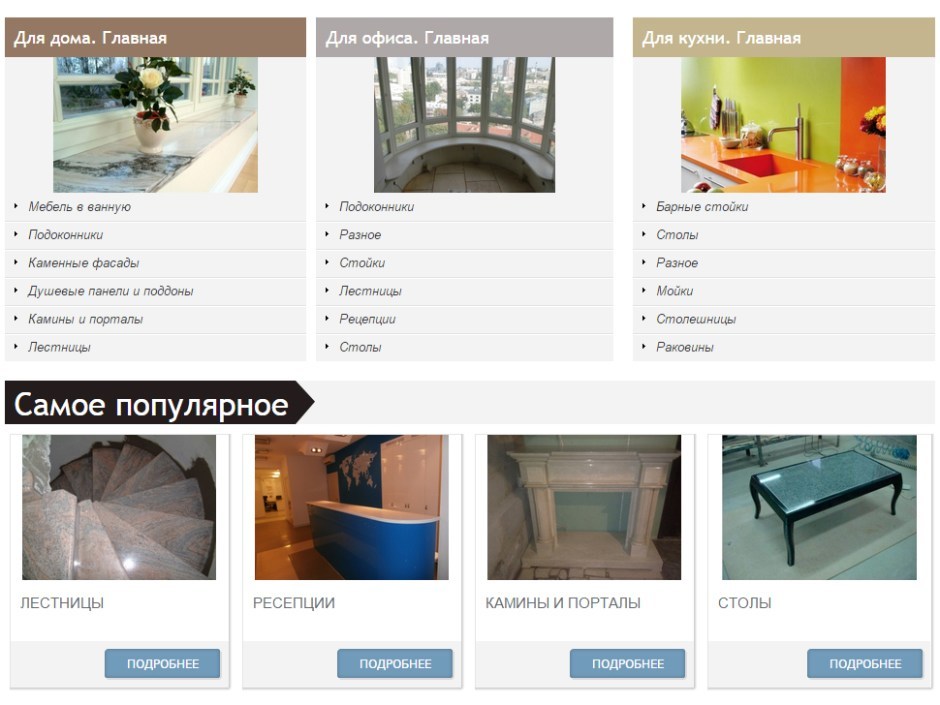 Для дома. Главная
Мебель в ванную
Подоконники
Каменные фасады
Душевые панели и поддоны
Камины и порталы
Лестницы
Для офиса. Главная
Подоконники
Разное
Стойки
Лестницы
Рецепции
Столы
Для кухни. Главная
Барные стойки
Столы
Разное
Мойки
Столешницы
Раковины
Самое популярное
ЛЕСТНИЦЫ
ПОДРОБНЕЕ
РЕСЕПЦИИ
ПОДРОБНЕЕ
КАМИНЫ И ПОРТАЛЫ
ПОДРОБНЕЕ
СТОЛЫ
ПОДРОБНЕЕ